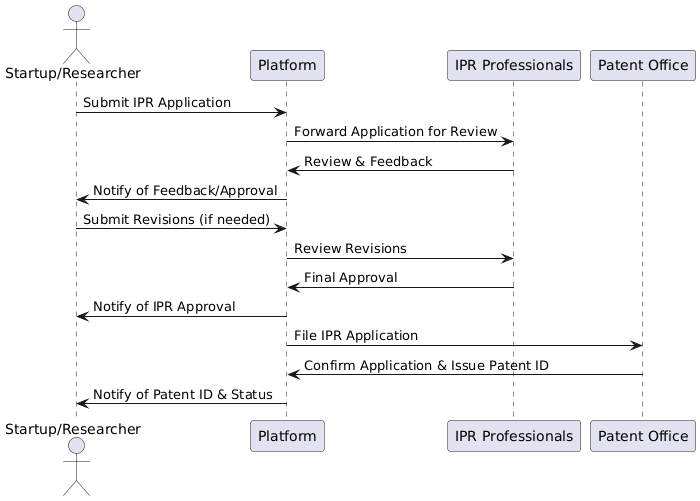 Startup/Researcher
Platform
IPR Professionals
Patent Office
Submit IPR Application
Forward Application for Review
Review & Feedback
Notify of Feedback/Approval
Submit Revisions (if needed)
Review Revisions
Final Approval
Notify of IPR Approval
File IPR Application
Confirm Application & Issue Patent ID
Notify of Patent ID & Status
Startup/Researcher
Platform
IPR Professionals
Patent Office